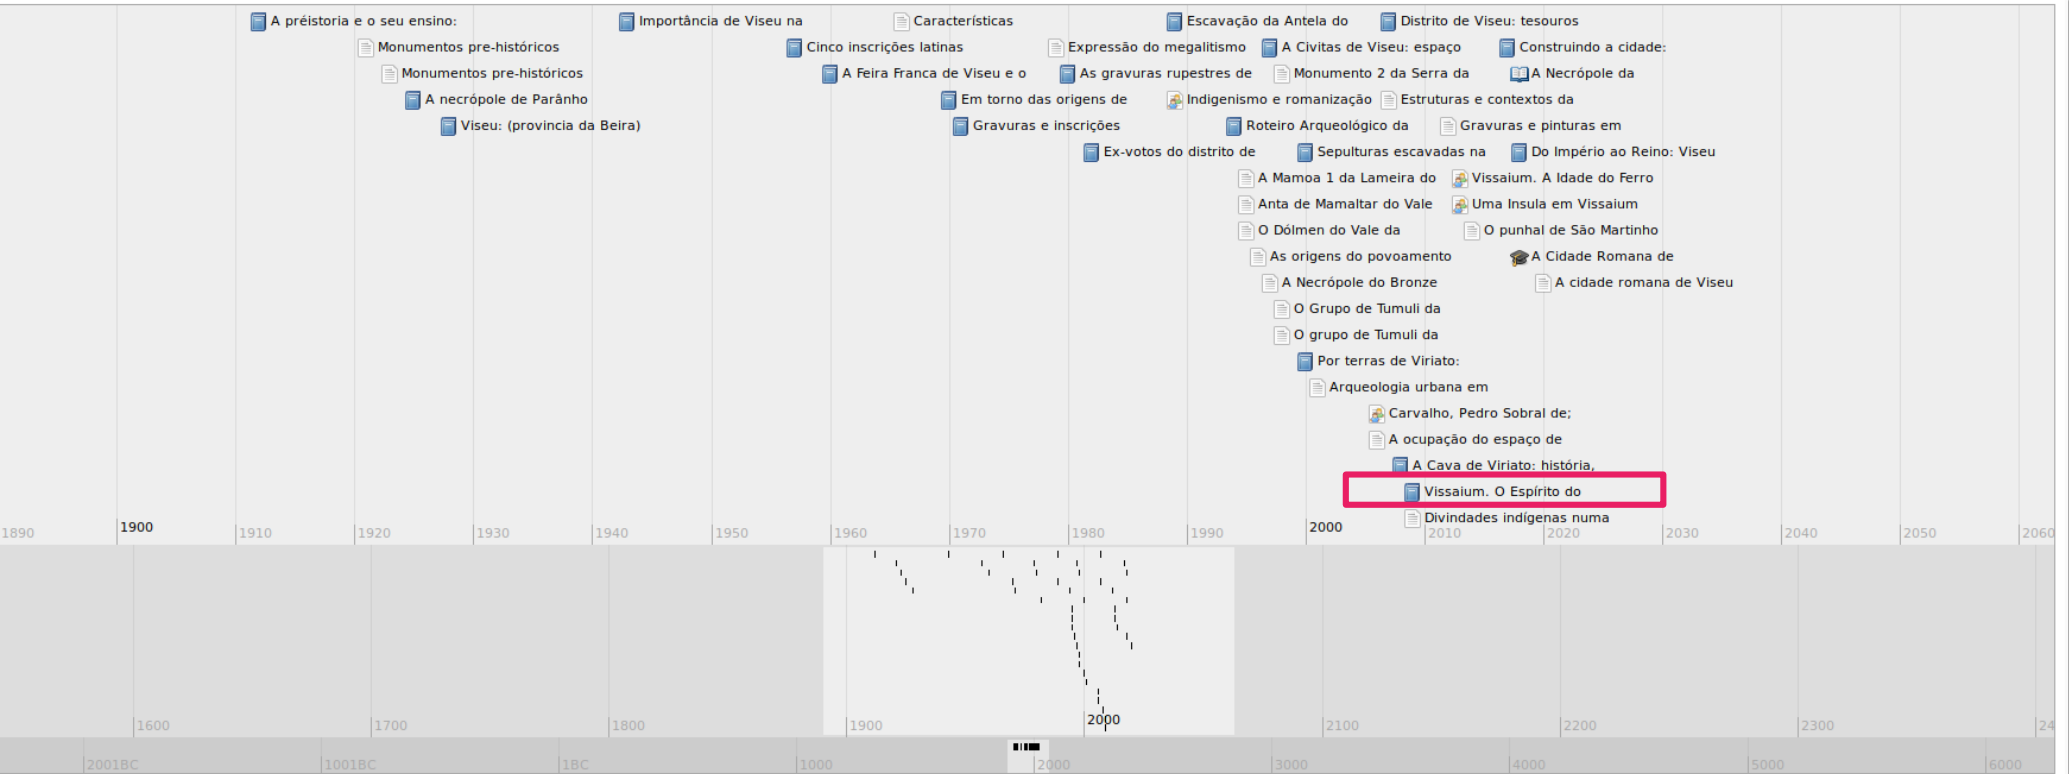 A préistoria e o seu ensino:
Importância de Viseu na
Características
Escavação da Antela do
Distrito de Viseu: tesouros
Monumentos pre-históricos
Cinco inscrições latinas
Expressão do megalitismo
A Civitas de Viseu: espaço
Construindo a cidade:
Monumentos pre-históricos
A Feira Franca de Viseu e o
As gravuras rupestres de
Monumento 2 da Serra da
A Necrópole da
A necrópole de Parânho
Em torno das origens de
Indigenismo e romanização
Estruturas e contextos da
Viseu: (provincia da Beira)
Gravuras e inscrições
Roteiro Arqueológico da
Gravuras e pinturas em
Ex-votos do distrito de
Sepulturas escavadas na
Do Império ao Reino: Viseu
A Mamoa 1 da Lameira do
Vissaium. A Idade do Ferro
Anta de Mamaltar do Vale
Uma Insula em Vissaium
O Dólmen do Vale da
O punhal de São Martinho
As origens do povoamento
A Cidade Romana de
A Necrópole do Bronze
A cidade romana de Viseu
O Grupo de Tumuli da
O grupo de Tumuli da
Por terras de Viriato:
Arqueologia urbana em
Carvalho, Pedro Sobral de;
A ocupação do espaço de
A Cava de Viriato: história,
Vissaium. O Espírito do
Divindades indígenas numa
1890 1900 1910 1920 1930 1940 1950 1960 1970 1980 1990 2000 2010 2020 2030 2040 2050 2060
1600 1700 1800 1900 2000 2100 2200 2300 24
2001BC 1001BC 1BC 1000 2000 3000 4000 5000 6000